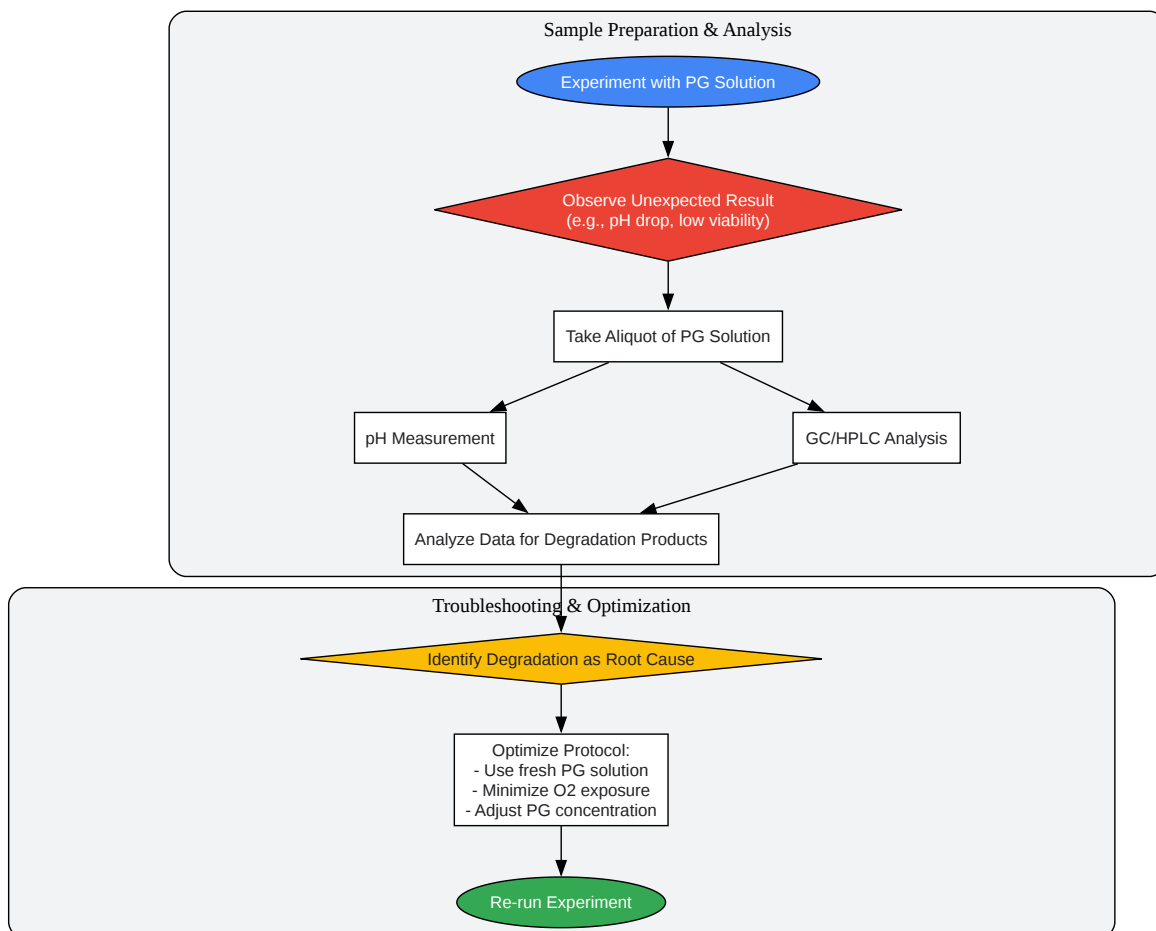 Sample Preparation & Analysis
Experiment with PG Solution
Observe Unexpected Result
(e.g., pH drop, low viability)
Take Aliquot of PG Solution
pH Measurement
GC/HPLC Analysis
Analyze Data for Degradation Products
Troubleshooting & Optimization
Identify Degradation as Root Cause
Optimize Protocol:
- Use fresh PG solution
- Minimize O2 exposure
- Adjust PG concentration
Re-run Experiment